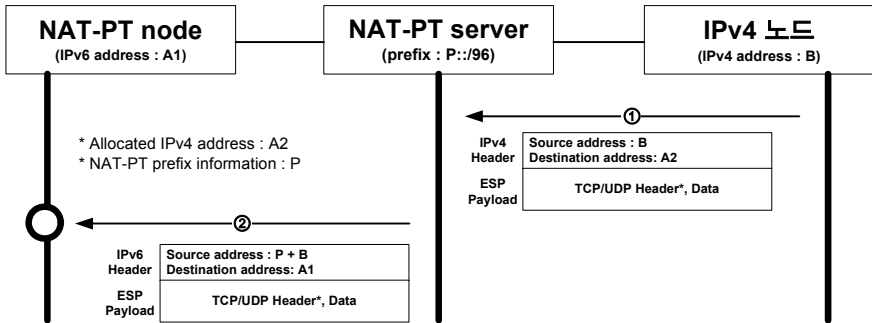 NAT-PT node
(IPv6 address : A1)
NAT-PT server
(prefix : P::/96)
IPv4 노드
(IPv4 address : B)
①
* Allocated IPv4 address : A2
* NAT-PT prefix information : P
IPv4
Header
Source address : B
Destination address: A2
ESP
Payload
TCP/UDP Header*, Data
②
IPv6
Header
Source address : P + B
Destination address: A1
ESP
Payload
TCP/UDP Header*, Data